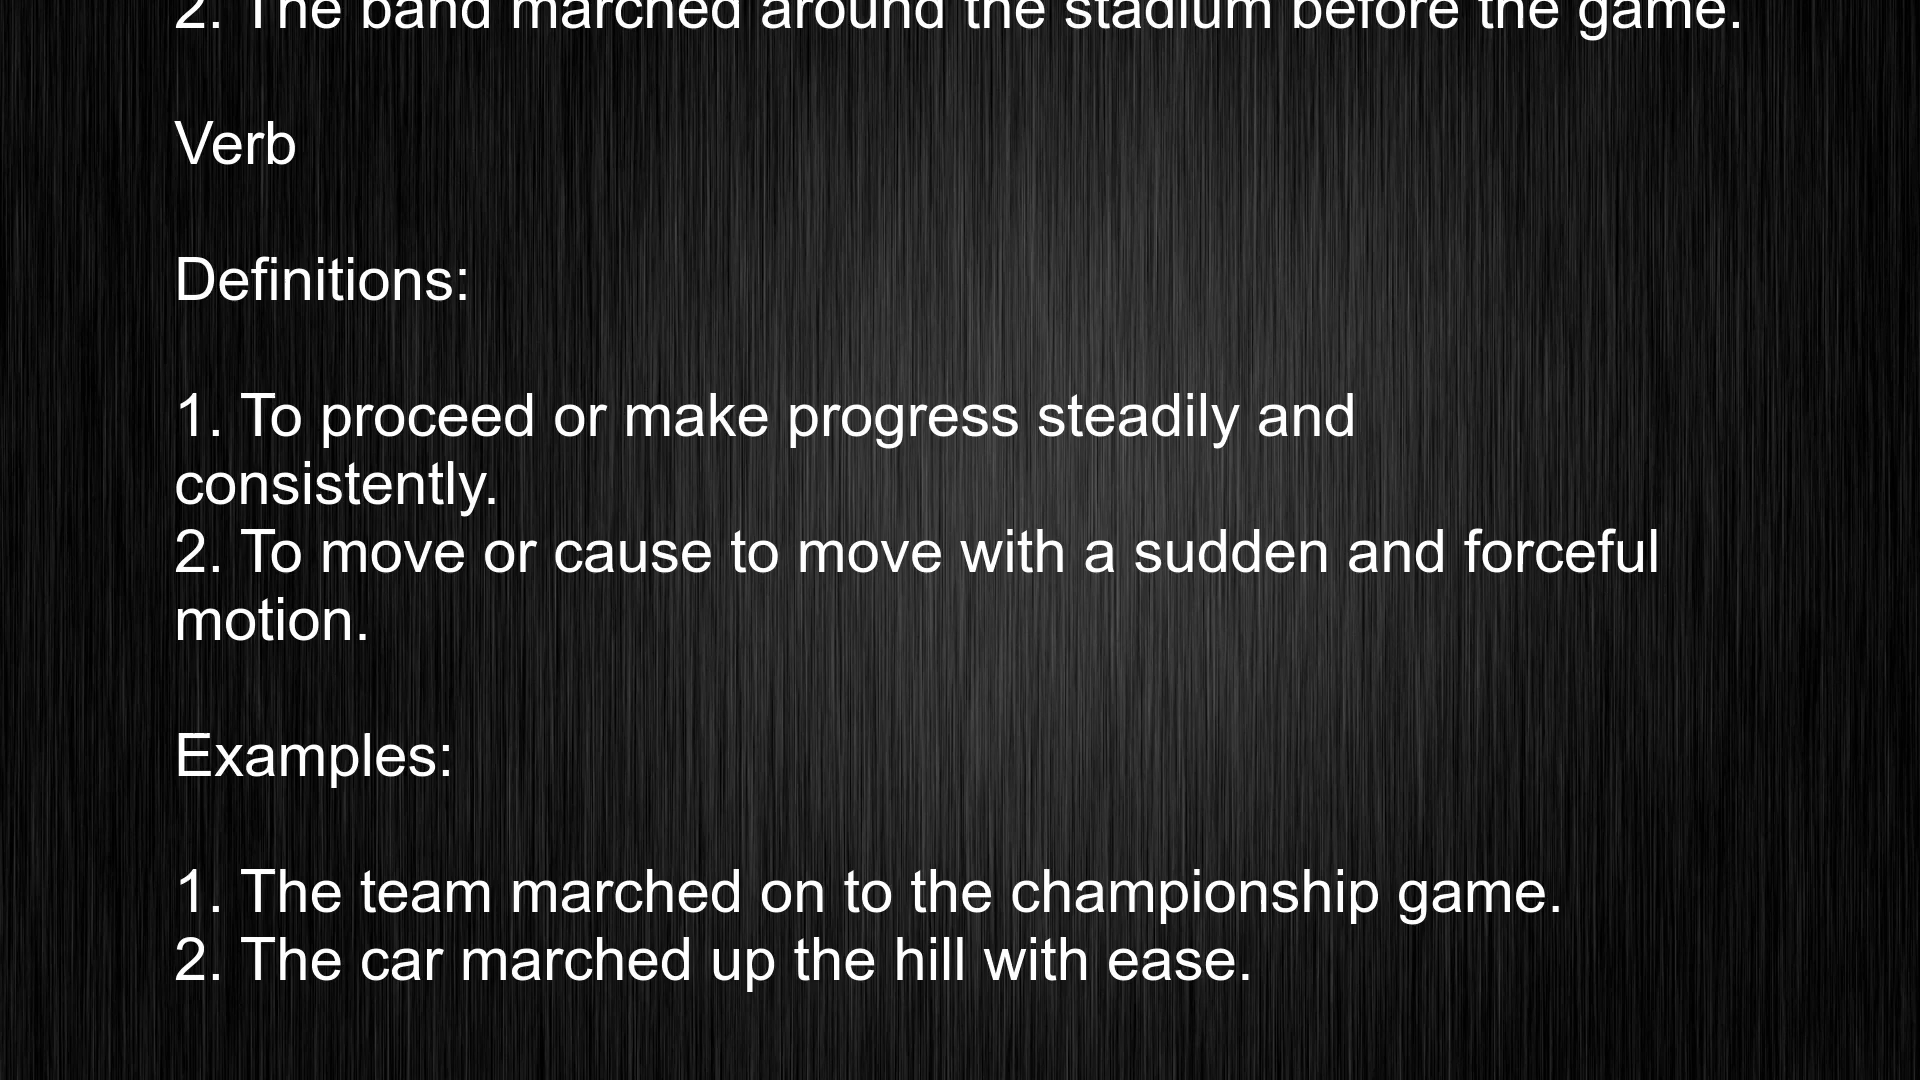 2. The band marched around the stadium before the game.
Verb
Definitions:
1. To proceed or make progress steadily and
consistently.
2. To move or cause to move with a sudden and forceful
motion.
Examples:
1. The team marched on to the championship game.
2. The car marched up the hill with ease.